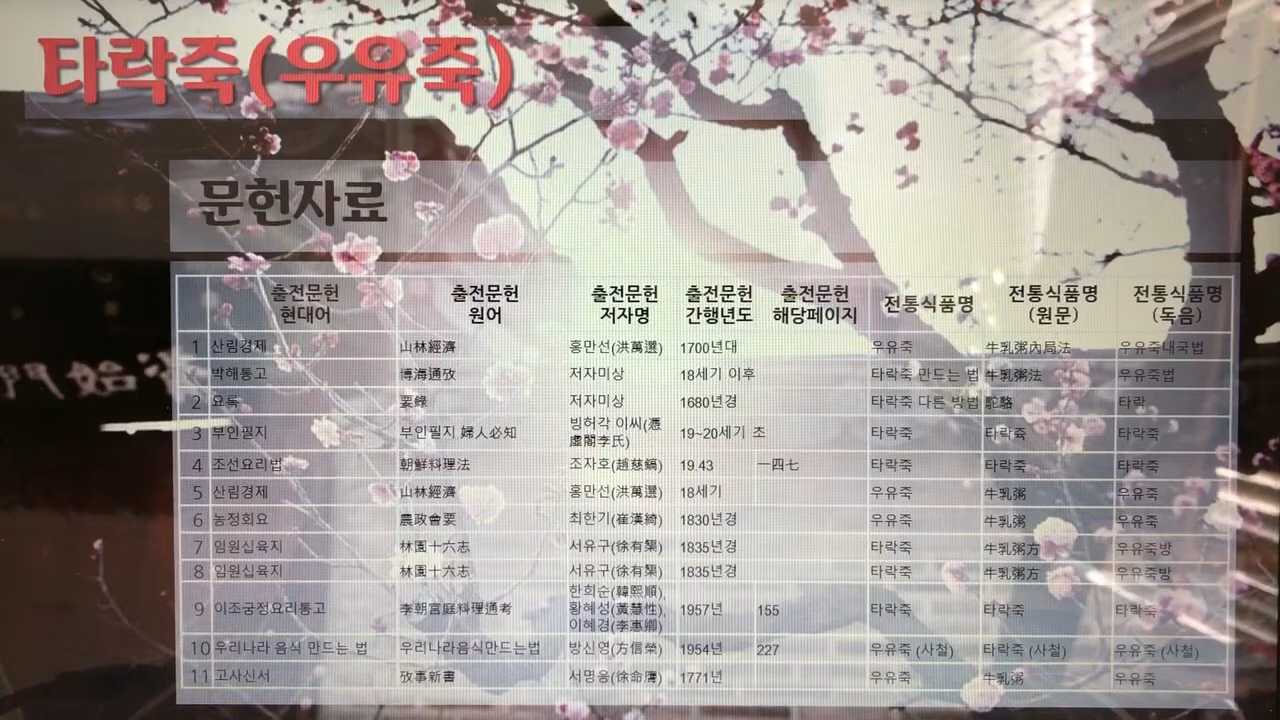 타락죽(우유죽)
문헌자료
출전문헌 현대어 출전문헌 원어 출전문헌 저자명 출전문헌 간행년도 출전문헌 해당페이지 전통식품명 전통식품명 (원문) 전통식품명 (독음)
1 산림경제 山林經濟 홍만선(洪萬選) 1700년대 우유죽 牛乳粥內局法 우유죽내국법
박해통고 博海通攷 저자미상 18세기 이후 타락죽 만드는 법 牛乳粥法 우유죽법
2 요록 要錄 저자미상 1680년경 타락죽 다른 방법 駝駱 타락
3 부인필지 부인필지 婦人必知 빙허각 이씨(憑虛閣李氏) 19~20세기 초 타락죽 타락죽 타락죽
4 조선요리법 朝鮮料理法 조자호(趙慈鎬) 19.43 一四七 타락죽 타락죽 타락죽
5 산림경제 山林經濟 홍만선(洪萬選) 18세기 우유죽 牛乳粥 우유죽
6 농정회요 農政會要 최한기(崔漢綺) 1830년경 우유죽 牛乳粥 우유죽
7 임원십육지 林園十六志 서유구(徐有榘) 1835년경 타락죽 牛乳粥方 우유죽방
8 임원십육지 林園十六志 서유구(徐有榘) 1835년경 타락죽 牛乳粥方 우유죽방
9 이조궁정요리통고 李朝宮庭料理通考 한희순(韓熙順), 황혜성(黃慧性), 이혜경(李惠卿) 1957년 155 타락죽 타락죽 타락죽
10 우리나라 음식 만드는 법 우리나라음식만드는법 방신영(方信榮) 1954년 227 우유죽 (사철) 타락죽 (사철) 우유죽 (사철)
11 고사신서 攷事新書 서명응(徐命膺) 1771년 우유죽 牛乳粥 우유죽